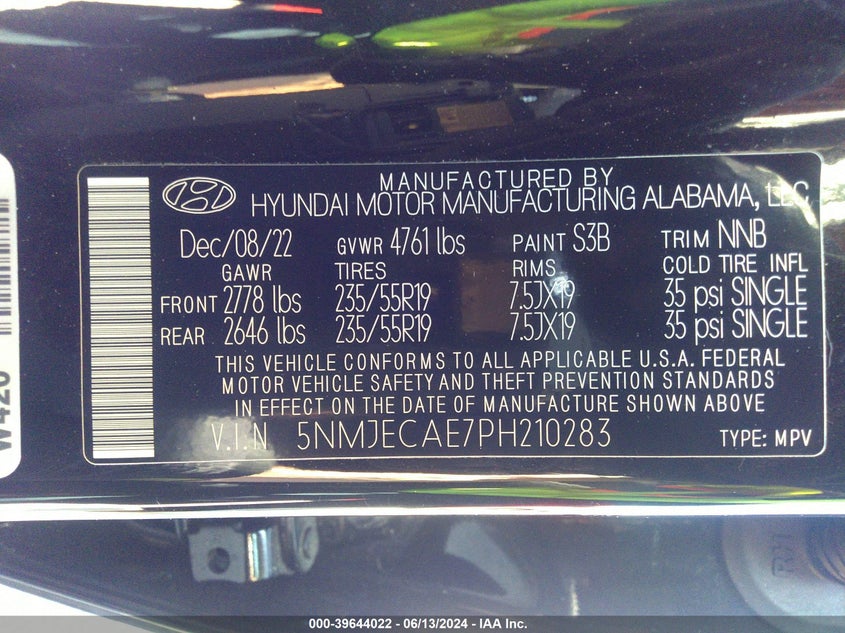 MANUFACTURED BY
HYUNDAI MOTOR MANUFACTURING ALABAMA, LLC
Dec/08/22 GVWR 4761 lbs PAINT S3B TRIM NNB
GAWR TIRES RIMS COLD TIRE INFL
FRONT 2778 lbs 235/55R19 7.5JX19 35 psi SINGLE
REAR 2646 lbs 235/55R19 7.5JX19 35 psi SINGLE
THIS VEHICLE CONFORMS TO ALL APPLICABLE U.S.A. FEDERAL
MOTOR VEHICLE SAFETY AND THEFT PREVENTION STANDARDS
IN EFFECT ON THE DATE OF MANUFACTURE SHOWN ABOVE
V.I.N 5NMJECAE7PH210283 TYPE: MPV
W420
RH
000-39644022 - 06/13/2024 - IAA Inc.